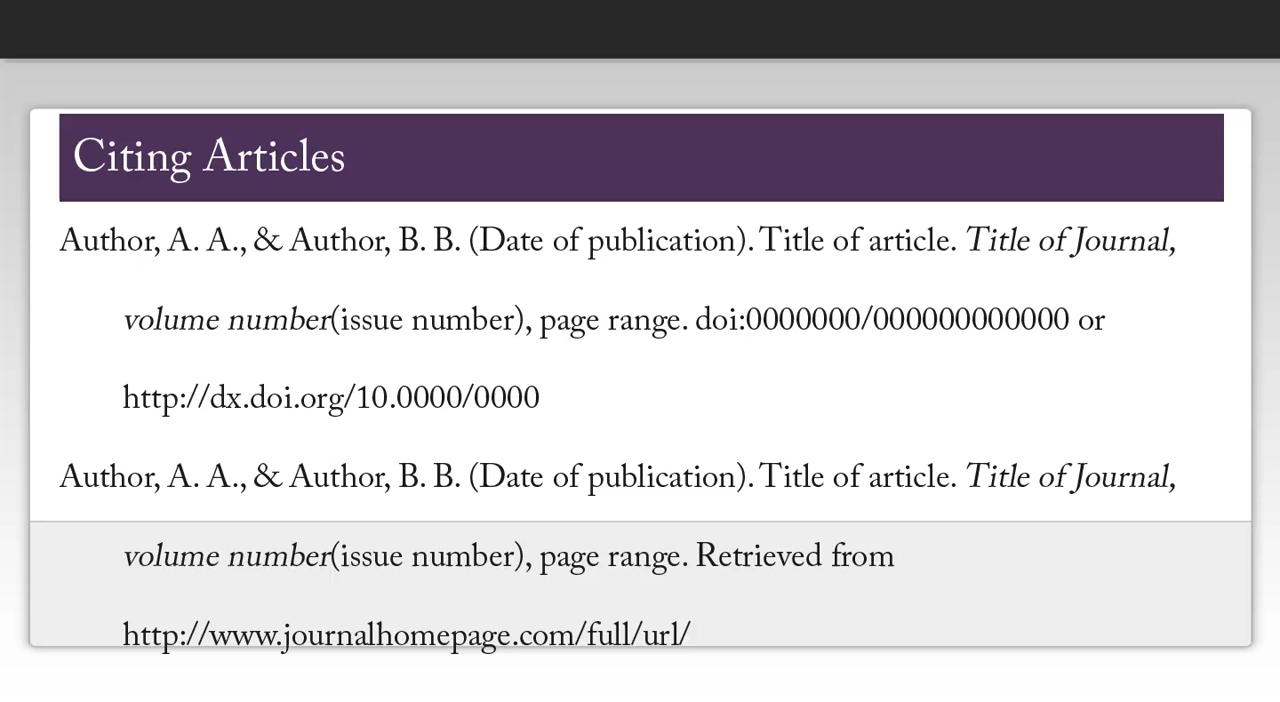 Citing Articles
Author, A. A., & Author, B. B. (Date of publication). Title of article. Title of Journal,
volume number(issue number), page range. doi:0000000/000000000000 or
http://dx.doi.org/10.0000/0000
Author, A. A., & Author, B. B. (Date of publication). Title of article. Title of Journal,
volume number(issue number), page range. Retrieved from
http://www.journalhomepage.com/full/url/